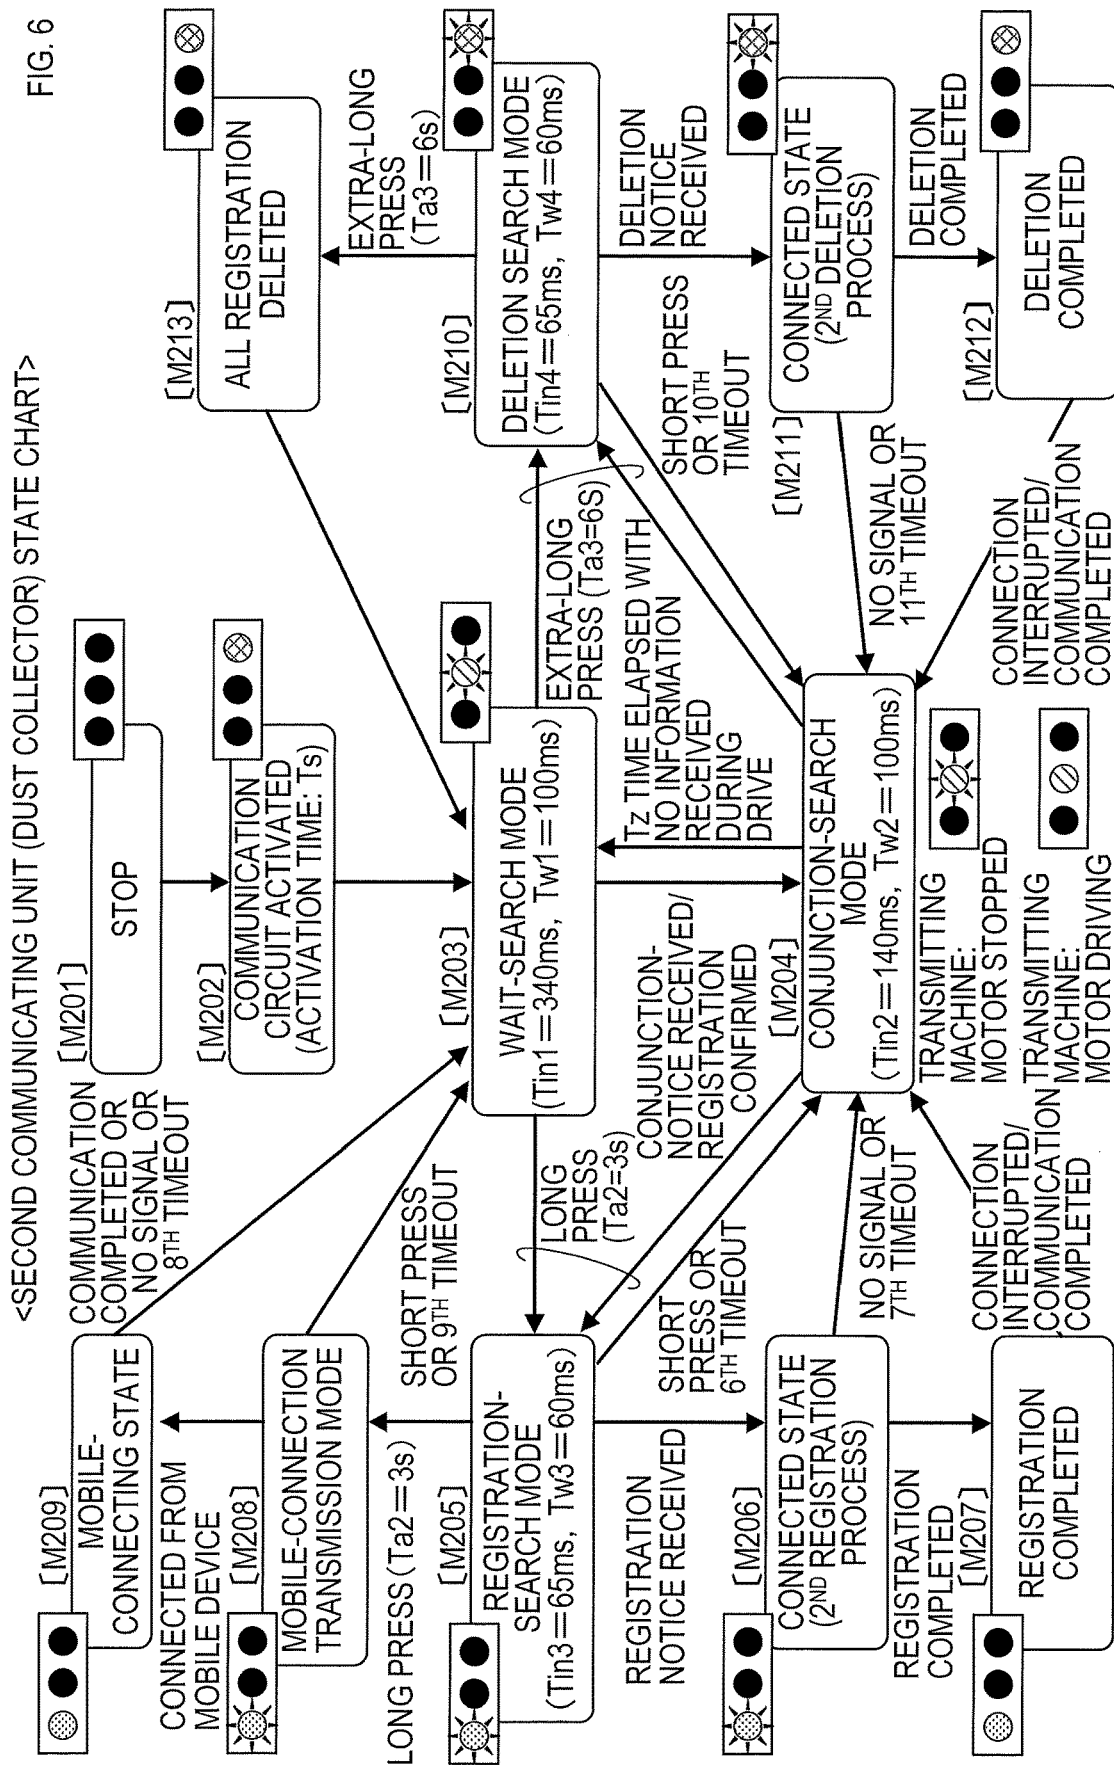 FIG. 6
<SECOND COMMUNICATING UNIT (DUST COLLECTOR) STATE CHART>
[M209]
MOBILE-
CONNECTING STATE
CONNECTED FROM
MOBILE DEVICE
[M208]
MOBILE-CONNECTION
TRANSMISSION MODE
LONG PRESS (Ta2=3s)
[M205]
REGISTRATION-
SEARCH MODE
(Tin3=65ms, Tw3=60ms)
REGISTRATION
NOTICE RECEIVED
[M206]
CONNECTED STATE
(2ND REGISTRATION
PROCESS)
REGISTRATION
COMPLETED
[M207]
REGISTRATION
COMPLETED
COMMUNICATION
COMPLETED OR
NO SIGNAL OR
8TH TIMEOUT
SHORT PRESS
OR 9TH TIMEOUT
LONG
PRESS
(Ta2=3s)
SHORT
PRESS OR
6TH TIMEOUT
NO SIGNAL OR
7TH TIMEOUT
CONNECTION
INTERRUPTED/
COMMUNICATION
COMPLETED
[M201]
STOP
[M202]
COMMUNICATION
CIRCUIT ACTIVATED
(ACTIVATION TIME: Ts)
[M203]
WAIT-SEARCH MODE
(Tin1=340ms, Tw1=100ms)
CONJUNCTION-
NOTICE RECEIVED/
REGISTRATION
CONFIRMED
Tz TIME ELAPSED WITH
NO INFORMATION
RECEIVED
DURING
DRIVE
[M204]
CONJUNCTION-SEARCH
MODE
(Tin2=140ms, Tw2=100ms)
TRANSMITTING
MACHINE:
MOTOR STOPPED
TRANSMITTING
MACHINE:
MOTOR DRIVING
EXTRA-LONG
PRESS (Ta3=6S)
SHORT PRESS
OR 10TH
TIMEOUT
NO SIGNAL OR
11TH TIMEOUT
CONNECTION
INTERRUPTED/
COMMUNICATION
COMPLETED
[M213]
ALL REGISTRATION
DELETED
EXTRA-LONG
PRESS
(Ta3=6s)
[M210]
DELETION SEARCH MODE
(Tin4=65ms, Tw4=60ms)
DELETION
NOTICE
RECEIVED
[M211]
CONNECTED STATE
(2ND DELETION
PROCESS)
DELETION
COMPLETED
[M212]
DELETION
COMPLETED